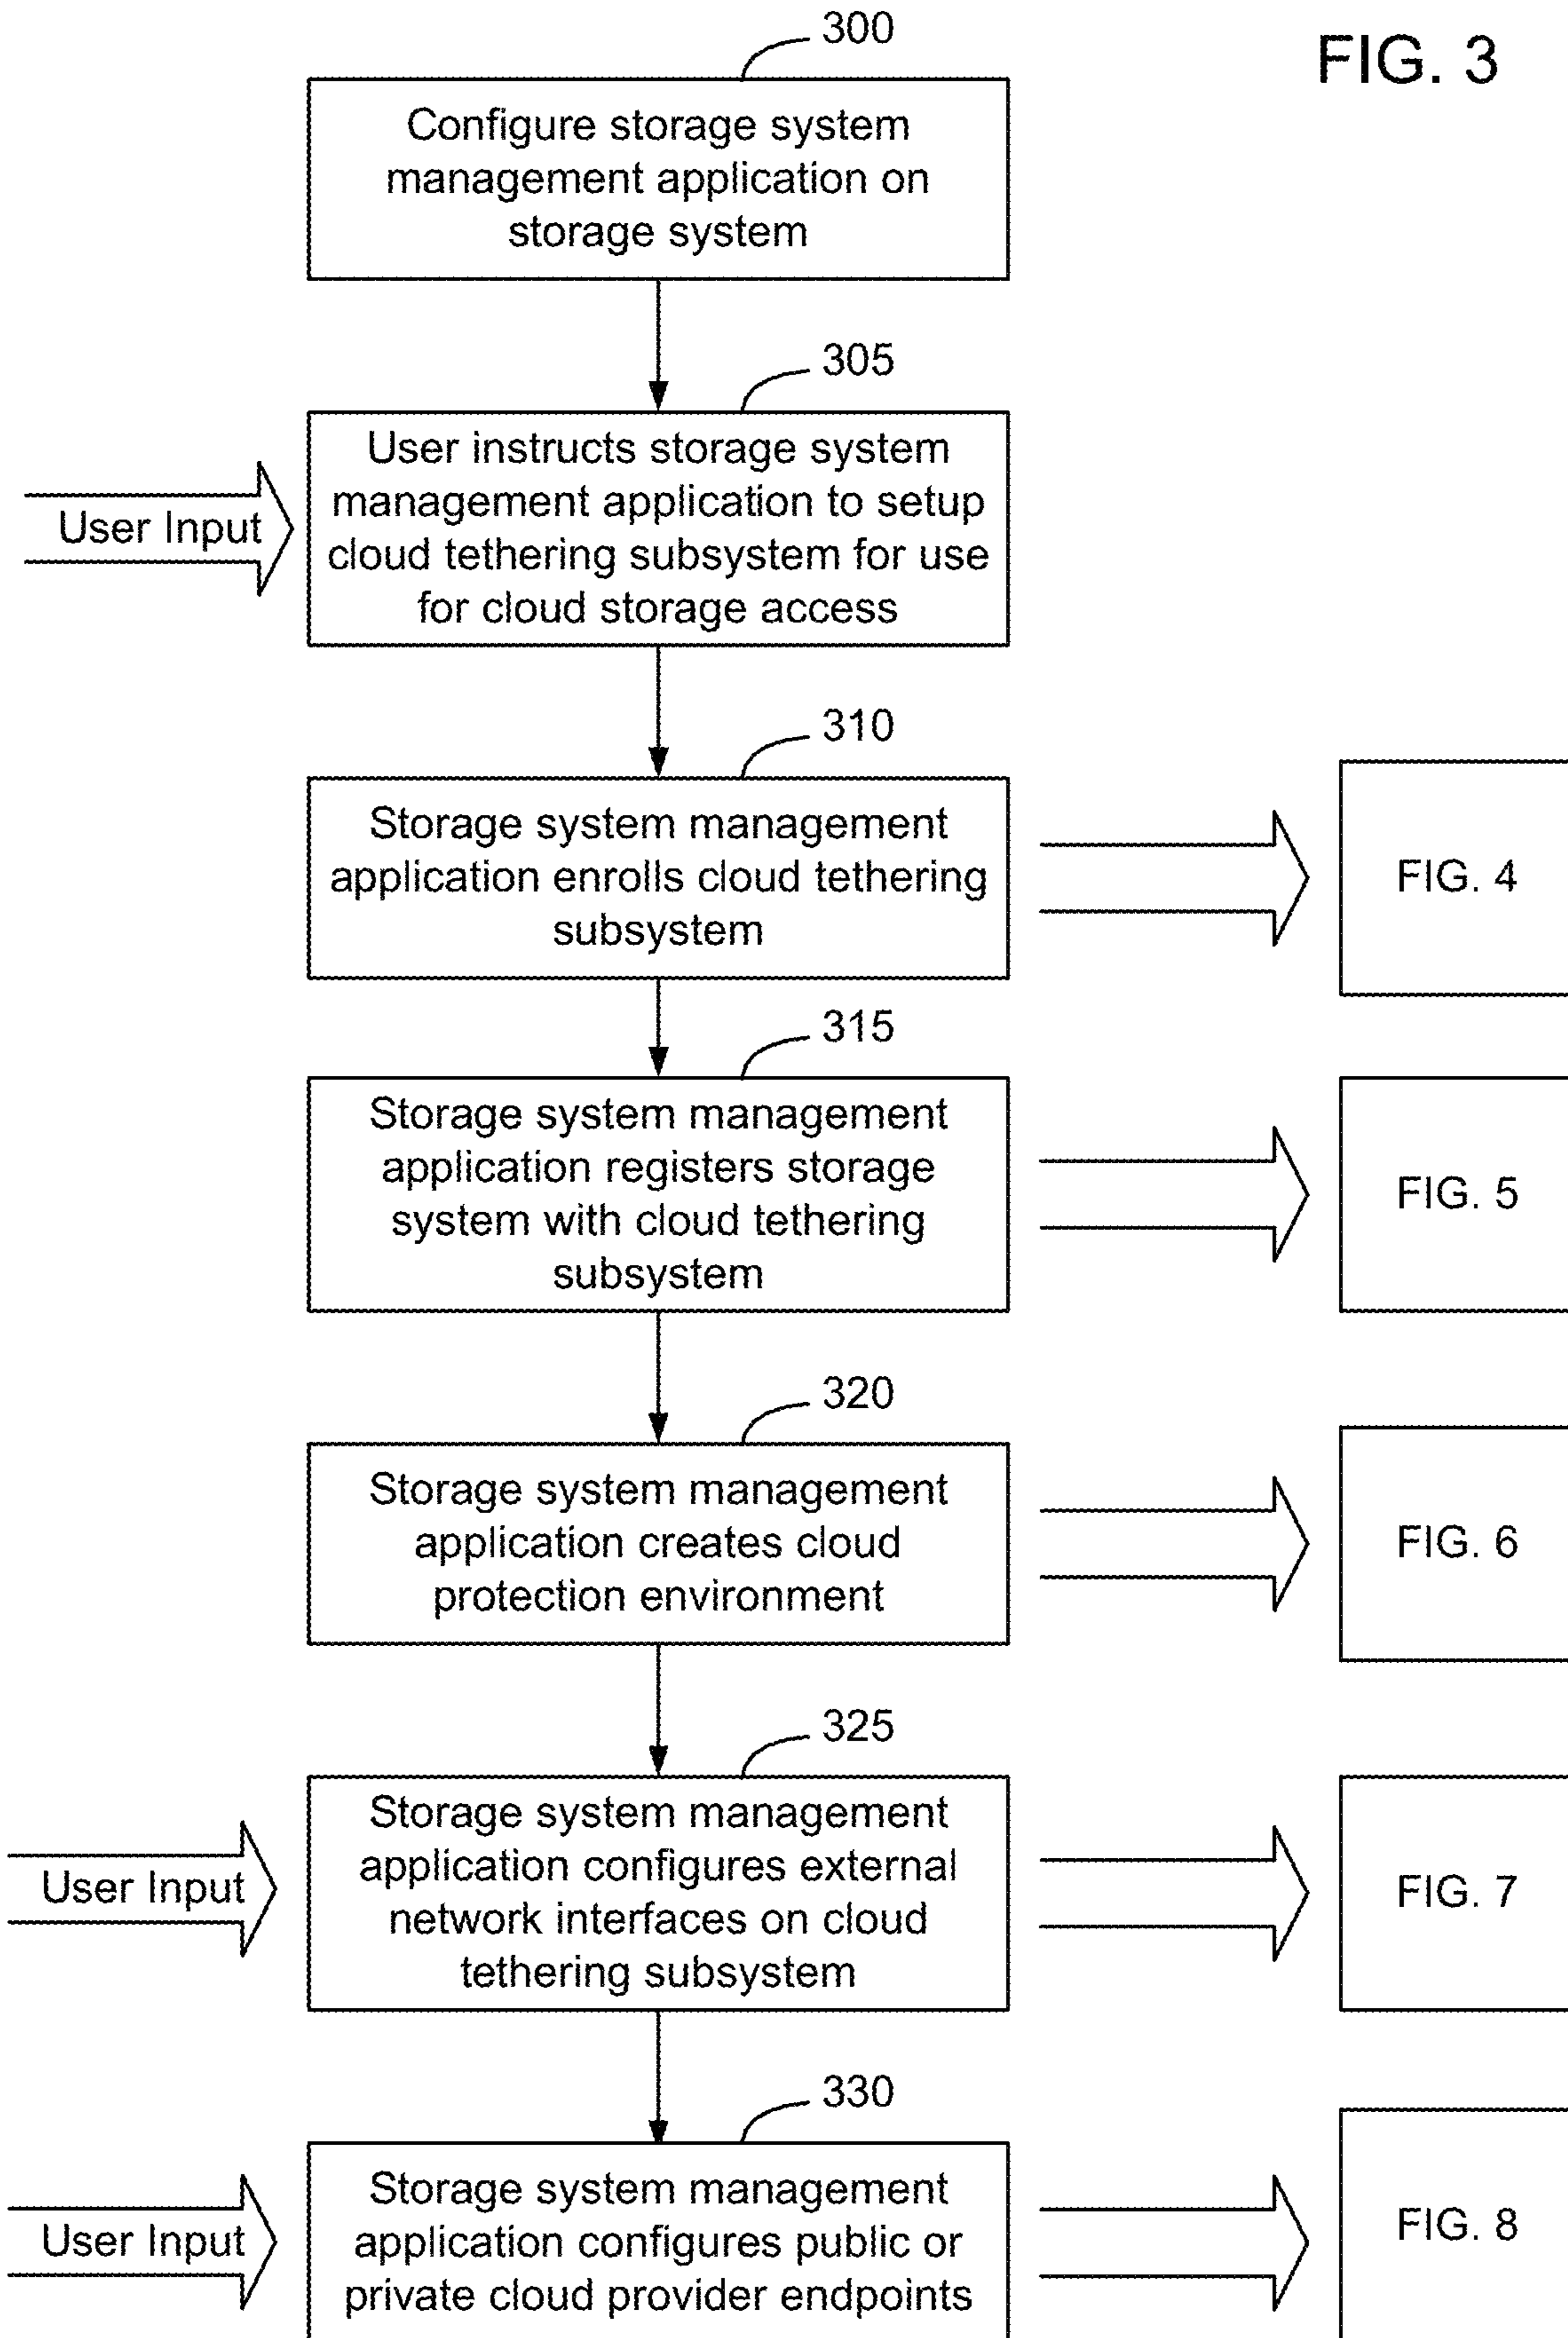 FIG. 3
300
Configure storage system
management application on
storage system
305
User Input
User instructs storage system
management application to setup
cloud tethering subsystem for use
for cloud storage access
310
Storage system management
application enrolls cloud tethering
subsystem
FIG. 4
315
Storage system management
application registers storage
system with cloud tethering
subsystem
FIG. 5
320
Storage system management
application creates cloud
protection environment
FIG. 6
325
User Input
Storage system management
application configures external
network interfaces on cloud
tethering subsystem
FIG. 7
330
User Input
Storage system management
application configures public or
private cloud provider endpoints
FIG. 8